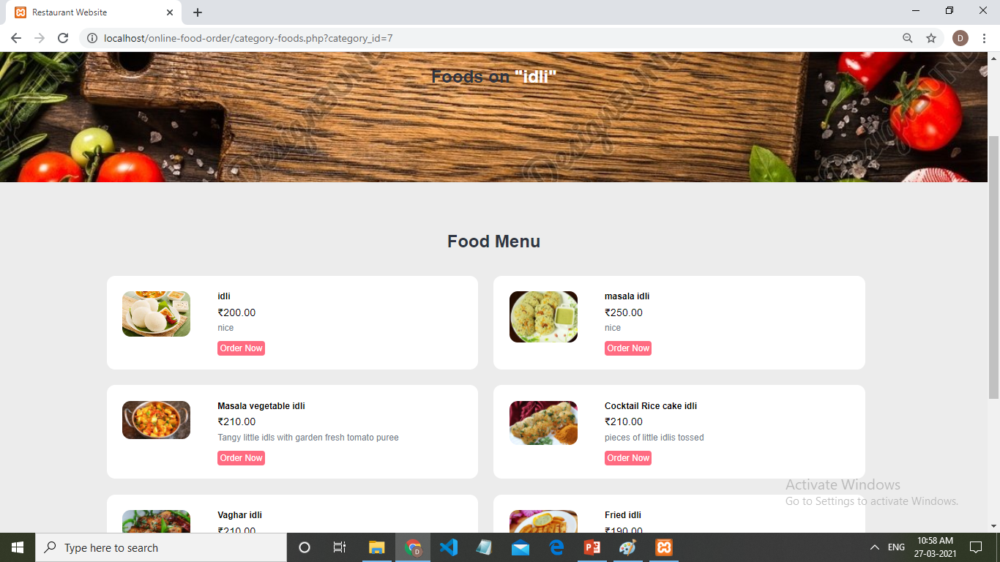 Restaurant Website
localhost/online-food-order/category-foods.php?category_id=7
D
Foods on "idli"
Food Menu
idli
₹200.00
nice
Order Now
masala idli
₹250.00
nice
Order Now
Masala vegetable idli
₹210.00
Tangy little idls with garden fresh tomato puree
Order Now
Cocktail Rice cake idli
₹210.00
pieces of little idlis tossed
Order Now
Vaghar idli
₹210.00
Fried idli
₹190.00
Activate Windows
Go to Settings to activate Windows.
Type here to search
D
ENG
10:58 AM
27-03-2021